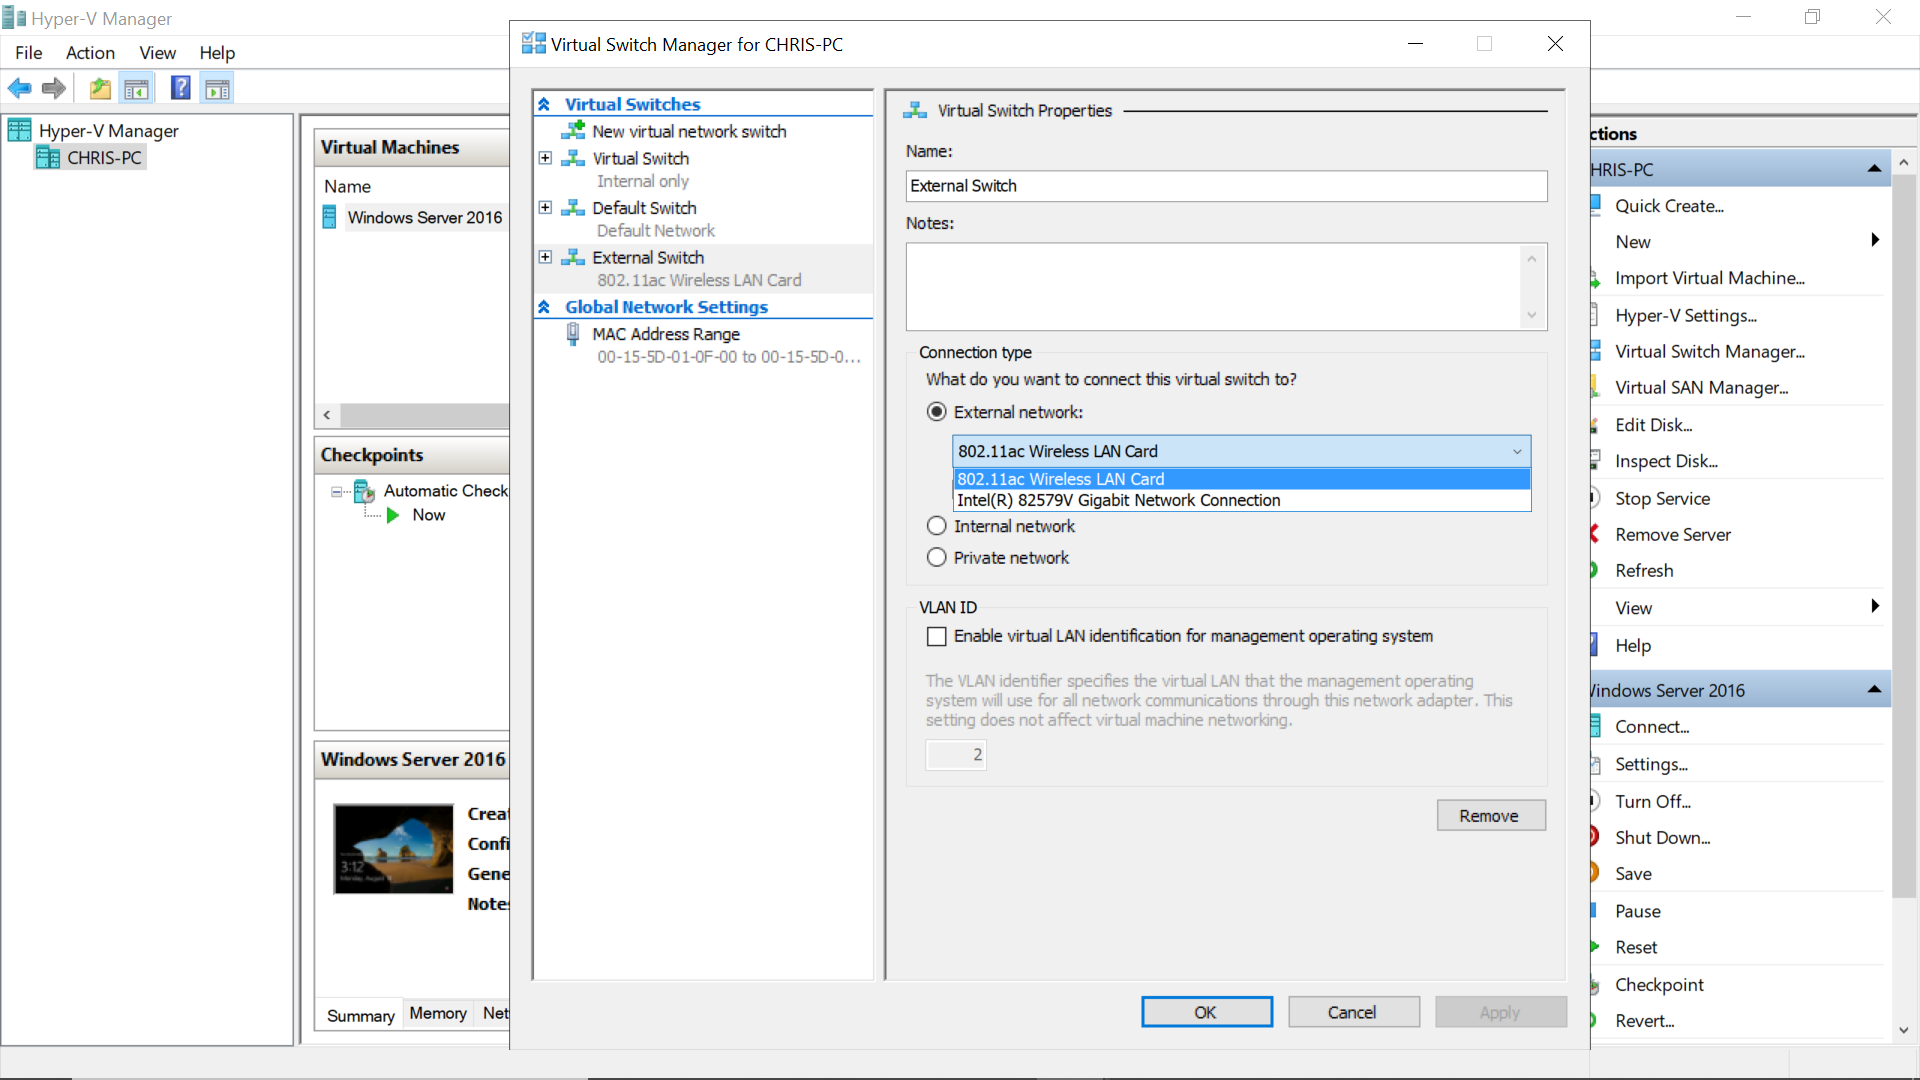 Hyper-V Manager
File Action View Help
Hyper-V Manager
CHRIS-PC
Virtual Machines
Name
Windows Server 2016
Checkpoints
Automatic Check
Now
Windows Server 2016
3:12
Creat
Confi
Gene
Notes
Summary Memory Net
Virtual Switch Manager for CHRIS-PC
Virtual Switches
New virtual network switch
Virtual Switch
Internal only
Default Switch
Default Network
External Switch
802.11ac Wireless LAN Card
Global Network Settings
MAC Address Range
00-15-5D-01-0F-00 to 00-15-5D-0...
Virtual Switch Properties
Name:
External Switch
Notes:
Connection type
What do you want to connect this virtual switch to?
External network:
802.11ac Wireless LAN Card
802.11ac Wireless LAN Card
Intel(R) 82579V Gigabit Network Connection
Internal network
Private network
VLAN ID
Enable virtual LAN identification for management operating system
The VLAN identifier specifies the virtual LAN that the management operating
system will use for all network communications through this network adapter. This
setting does not affect virtual machine networking.
2
Remove
OK Cancel Apply
ctions
HRIS-PC
Quick Create...
New
Import Virtual Machine...
Hyper-V Settings...
Virtual Switch Manager...
Virtual SAN Manager...
Edit Disk...
Inspect Disk...
Stop Service
Remove Server
Refresh
View
Help
indows Server 2016
Connect...
Settings...
Turn Off...
Shut Down...
Save
Pause
Reset
Checkpoint
Revert...